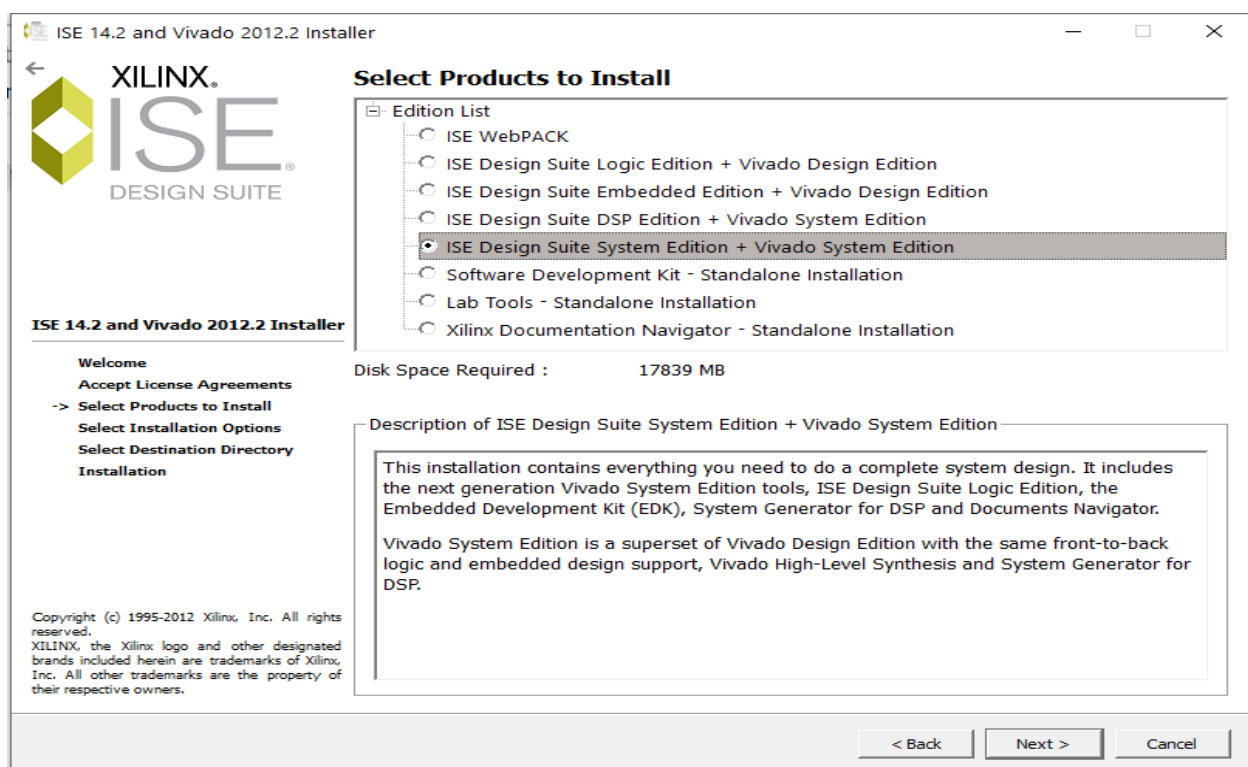 ISE 14.2 and Vivado 2012.2 Installer
XILINX®
ISE®
DESIGN SUITE
ISE 14.2 and Vivado 2012.2 Installer
Welcome
Accept License Agreements
-> Select Products to Install
Select Installation Options
Select Destination Directory
Installation
Copyright (c) 1995-2012 Xilinx, Inc. All rights
reserved.
XILINX, the Xilinx logo and other designated
brands included herein are trademarks of Xilinx,
Inc. All other trademarks are the property of
their respective owners.
Select Products to Install
Edition List
ISE WebPACK
ISE Design Suite Logic Edition + Vivado Design Edition
ISE Design Suite Embedded Edition + Vivado Design Edition
ISE Design Suite DSP Edition + Vivado System Edition
ISE Design Suite System Edition + Vivado System Edition
Software Development Kit - Standalone Installation
Lab Tools - Standalone Installation
Xilinx Documentation Navigator - Standalone Installation
Disk Space Required : 17839 MB
Description of ISE Design Suite System Edition + Vivado System Edition
This installation contains everything you need to do a complete system design. It includes
the next generation Vivado System Edition tools, ISE Design Suite Logic Edition, the
Embedded Development Kit (EDK), System Generator for DSP and Documents Navigator.
Vivado System Edition is a superset of Vivado Design Edition with the same front-to-back
logic and embedded design support, Vivado High-Level Synthesis and System Generator for
DSP.
< Back Next > Cancel